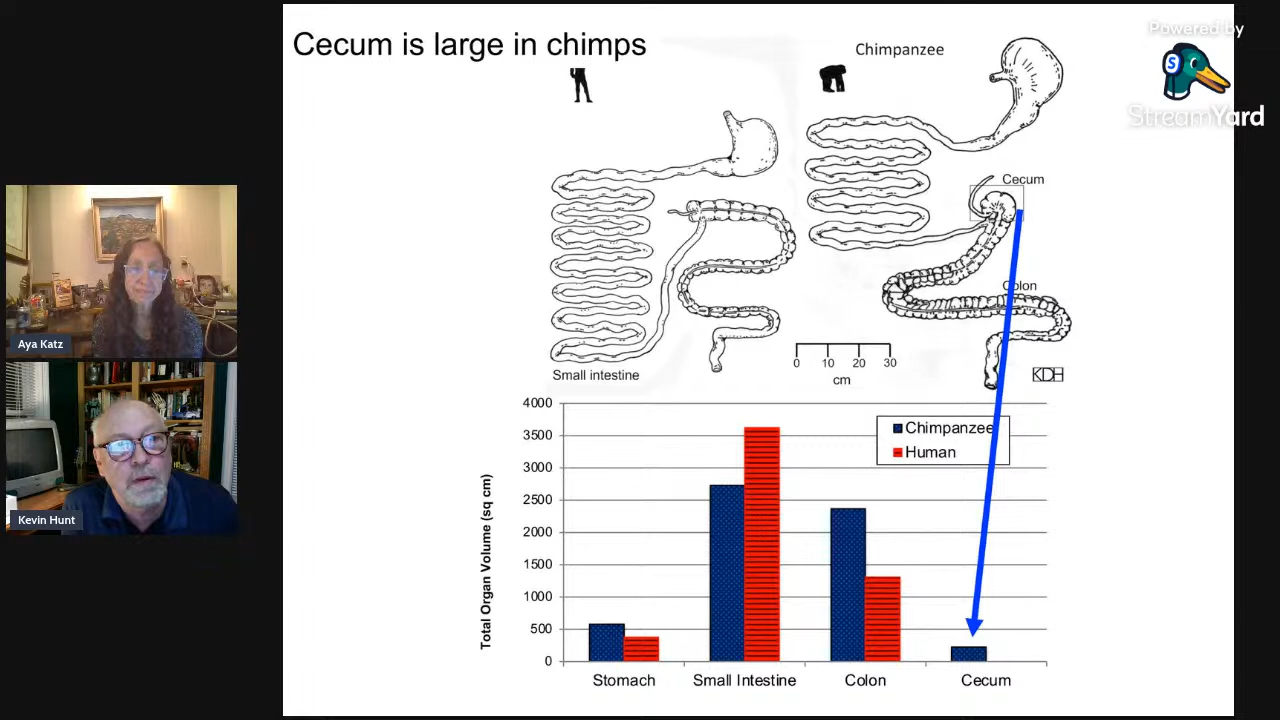 Cecum is large in chimps
Chimpanzee
Powered by
StreamYard
S
Cecum
Colon
Aya Katz
0 10 20 30
cm
Small intestine
KDH
Kevin Hunt
Total Organ Volume (sq cm)
4000
3500
3000
2500
2000
1500
1000
500
0
Chimpanzee
Human
Stomach Small Intestine Colon Cecum